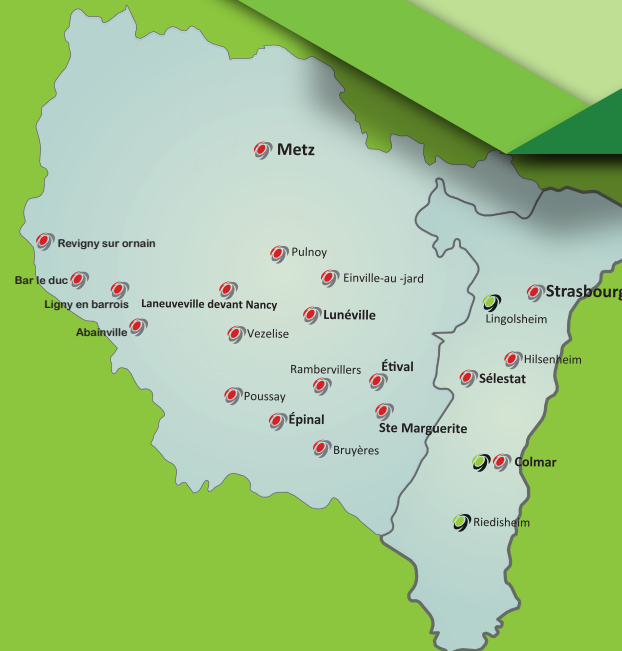 Metz
Revigny sur ornain
Pulnoy
Bar le duc
Einville-au -jard
Strasbourg
Ligny en barrois
Laneuveville devant Nancy
Lingolsheim
Lunéville
Abainville
Vezelise
Hilsenheim
Rambervillers
Étival
Sélestat
Poussay
Épinal
Ste Marguerite
Bruyères
Colmar
Riedisheim